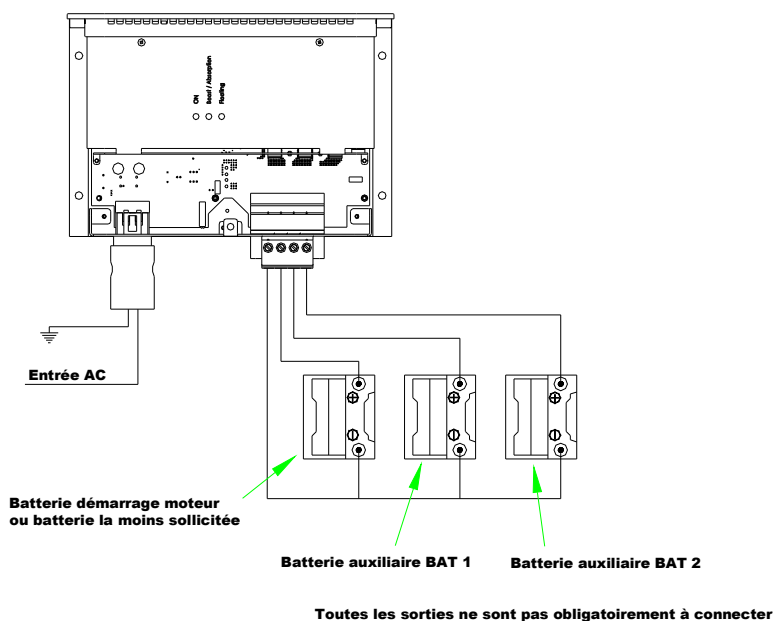 ON
Boost / Absorption
Floating
Entrée AC
Batterie démarrage moteur
ou batterie la moins sollicitée
Batterie auxiliaire BAT 1
Batterie auxiliaire BAT 2
Toutes les sorties ne sont pas obligatoirement à connecter